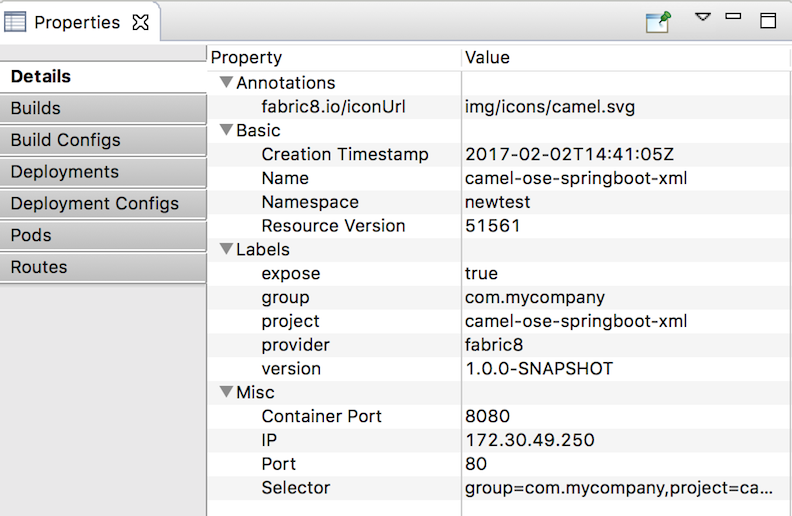 Properties
Details
Builds
Build Configs
Deployments
Deployment Configs
Pods
Routes
Property Value
Annotations
fabric8.io/iconUrl img/icons/camel.svg
Basic
Creation Timestamp 2017-02-02T14:41:05Z
Name camel-ose-springboot-xml
Namespace newtest
Resource Version 51561
Labels
expose true
group com.mycompany
project camel-ose-springboot-xml
provider fabric8
version 1.0.0-SNAPSHOT
Misc
Container Port 8080
IP 172.30.49.250
Port 80
Selector group=com.mycompany,project=ca...